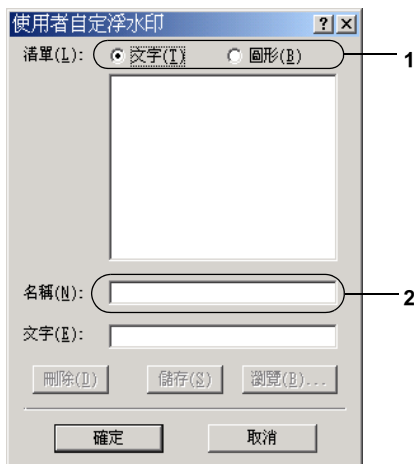 使用者自定浮水印
清單(L): 文字(T) 圖形(B) 1
名稱(N): 2
文字(E):
刪除(D) 儲存(S) 瀏覽(B)...
確定 取消